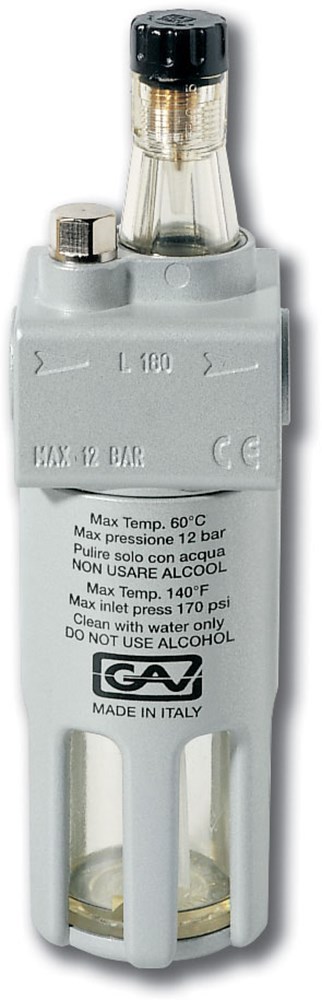 L 180
MAX·12 BAR CE
Max Temp. 60°C
Max pressione 12 bar
Pulire solo con acqua
NON USARE ALCOOL
Max Temp. 140°F
Max inlet press 170 psi
Clean with water only
DO NOT USE ALCOHOL
GAV
MADE IN ITALY